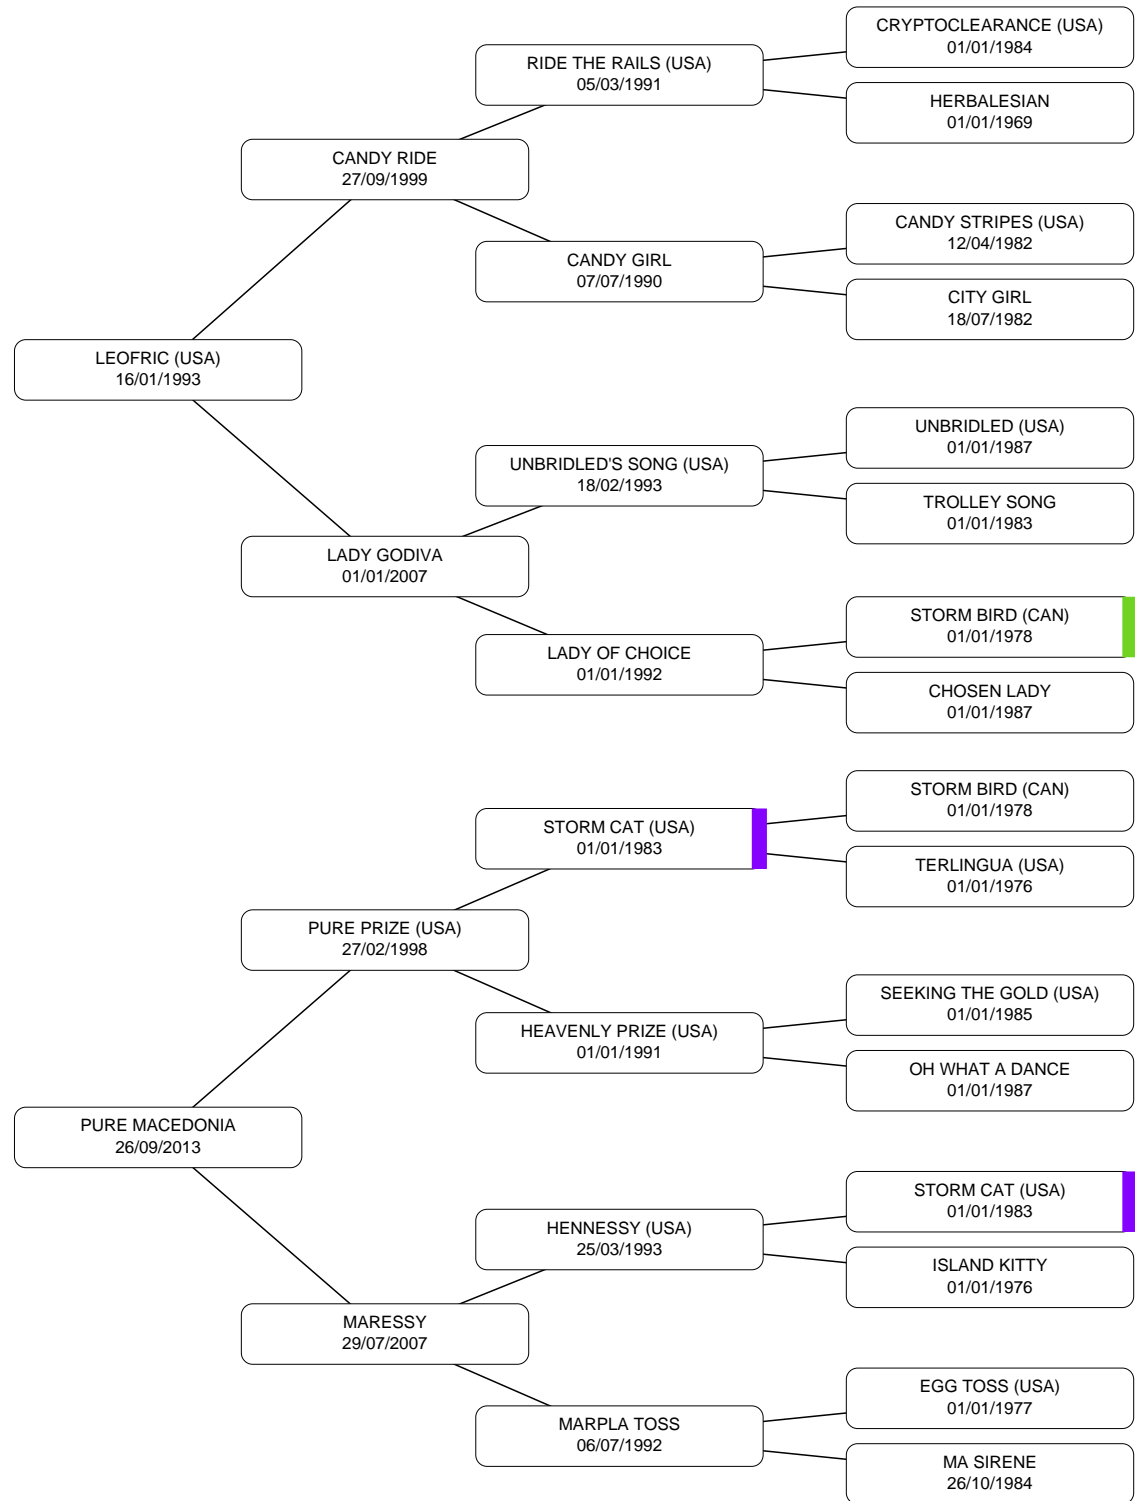 CRYPTOCLEARANCE (USA)
01/01/1984
RIDE THE RAILS (USA)
05/03/1991
HERBALESIAN
01/01/1969
CANDY RIDE
27/09/1999
CANDY STRIPES (USA)
12/04/1982
CANDY GIRL
07/07/1990
CITY GIRL
18/07/1982
LEOFRIC (USA)
16/01/1993
UNBRIDLED (USA)
01/01/1987
UNBRIDLED'S SONG (USA)
18/02/1993
TROLLEY SONG
01/01/1983
LADY GODIVA
01/01/2007
STORM BIRD (CAN)
01/01/1978
LADY OF CHOICE
01/01/1992
CHOSEN LADY
01/01/1987
STORM BIRD (CAN)
01/01/1978
STORM CAT (USA)
01/01/1983
TERLINGUA (USA)
01/01/1976
PURE PRIZE (USA)
27/02/1998
SEEKING THE GOLD (USA)
01/01/1985
HEAVENLY PRIZE (USA)
01/01/1991
OH WHAT A DANCE
01/01/1987
PURE MACEDONIA
26/09/2013
STORM CAT (USA)
01/01/1983
HENNESSY (USA)
25/03/1993
ISLAND KITTY
01/01/1976
MARESSY
29/07/2007
EGG TOSS (USA)
01/01/1977
MARPLA TOSS
06/07/1992
MA SIRENE
26/10/1984